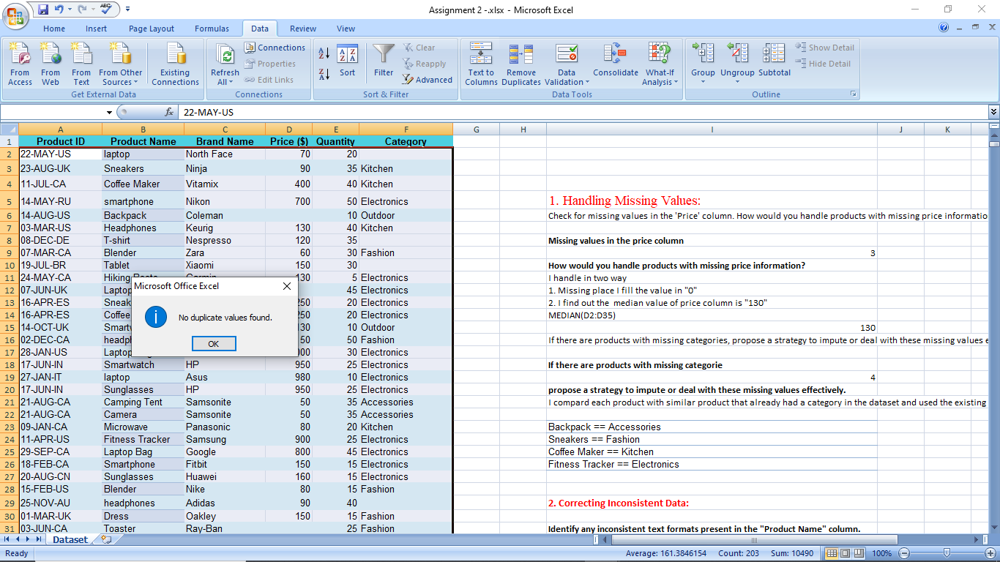 ABC
Assignment 2 -.xlsx - Microsoft Excel
Home Insert Page Layout Formulas Data Review View
From Access
From Web
From Text
From Other Sources
Existing Connections
Get External Data
Refresh All
Connections
Properties
Edit Links
Connections
Sort
Filter
Clear
Reapply
Advanced
Sort & Filter
Text to Columns
Remove Duplicates
Data Validation
Consolidate
What-If Analysis
Data Tools
Group
Ungroup
Subtotal
Show Detail
Hide Detail
Outline
fx 22-MAY-US
A B C D E F G H I J K
1 Product ID Product Name Brand Name Price ($) Quantity Category
2 22-MAY-US laptop North Face 70 20
3 23-AUG-UK Sneakers Ninja 90 35 Kitchen
4 11-JUL-CA Coffee Maker Vitamix 400 40 Kitchen
5 14-MAY-RU smartphone Nikon 700 50 Electronics 1. Handling Missing Values:
6 14-AUG-US Backpack Coleman 10 Outdoor Check for missing values in the 'Price' column. How would you handle products with missing price informatio
7 03-MAR-US Headphones Keurig 130 40 Kitchen
8 08-DEC-DE T-shirt Nespresso 120 35 Missing values in the price column
9 07-MAR-CA Blender Zara 60 30 Fashion 3
10 19-JUL-BR Tablet Xiaomi 150 30 How would you handle products with missing price information?
11 24-MAY-CA Hiking 130 5 Electronics I handle in two way
12 07-JUN-UK Laptop 45 Electronics 1. Missing place I fill the value in "0"
13 16-APR-ES Sneak 250 20 Electronics 2. I find out the median value of price column is "130"
14 16-APR-ES Coffee 250 20 Electronics MEDIAN(D2:D35)
15 14-OCT-UK Smartw 30 10 Outdoor 130
16 02-DEC-CA headph 50 50 Fashion If there are products with missing categories, propose a strategy to impute or deal with these missing values e
17 28-JAN-US Laptop 00 30 Electronics
18 17-JUN-IN Smartwatch HP 950 25 Electronics If there are products with missing categorie
19 27-JAN-IT laptop Asus 980 10 Electronics 4
20 17-JUN-IN Sunglasses HP 950 25 Electronics propose a strategy to impute or deal with these missing values effectively.
21 21-AUG-CA Camping Tent Samsonite 50 35 Accessories I compard each product with similar product that already had a category in the dataset and used the existing
22 21-AUG-CA Camera Samsonite 50 35 Accessories
23 09-JAN-CA Microwave Panasonic 80 20 Kitchen Backpack == Accessories
24 11-APR-US Fitness Tracker Samsung 900 25 Electronics Sneakers == Fashion
25 29-SEP-CA Laptop Bag Google 800 45 Electronics Coffee Maker == Kitchen
26 18-FEB-CA Smartphone Fitbit 150 15 Electronics Fitness Tracker == Electronics
27 20-AUG-CN Sunglasses Huawei 160 15 Electronics
28 15-FEB-US Blender Nike 80 15 Fashion
29 25-NOV-AU headphones Adidas 90 40 2. Correcting Inconsistent Data:
30 01-MAR-UK Dress Oakley 150 15 Fashion
31 03-JUN-CA Toaster Ray-Ban 25 Fashion Identify any inconsistent text formats present in the "Product Name" column.
Microsoft Office Excel
No duplicate values found.
OK
Dataset
Ready Average: 161.3846154 Count: 203 Sum: 10490 100%